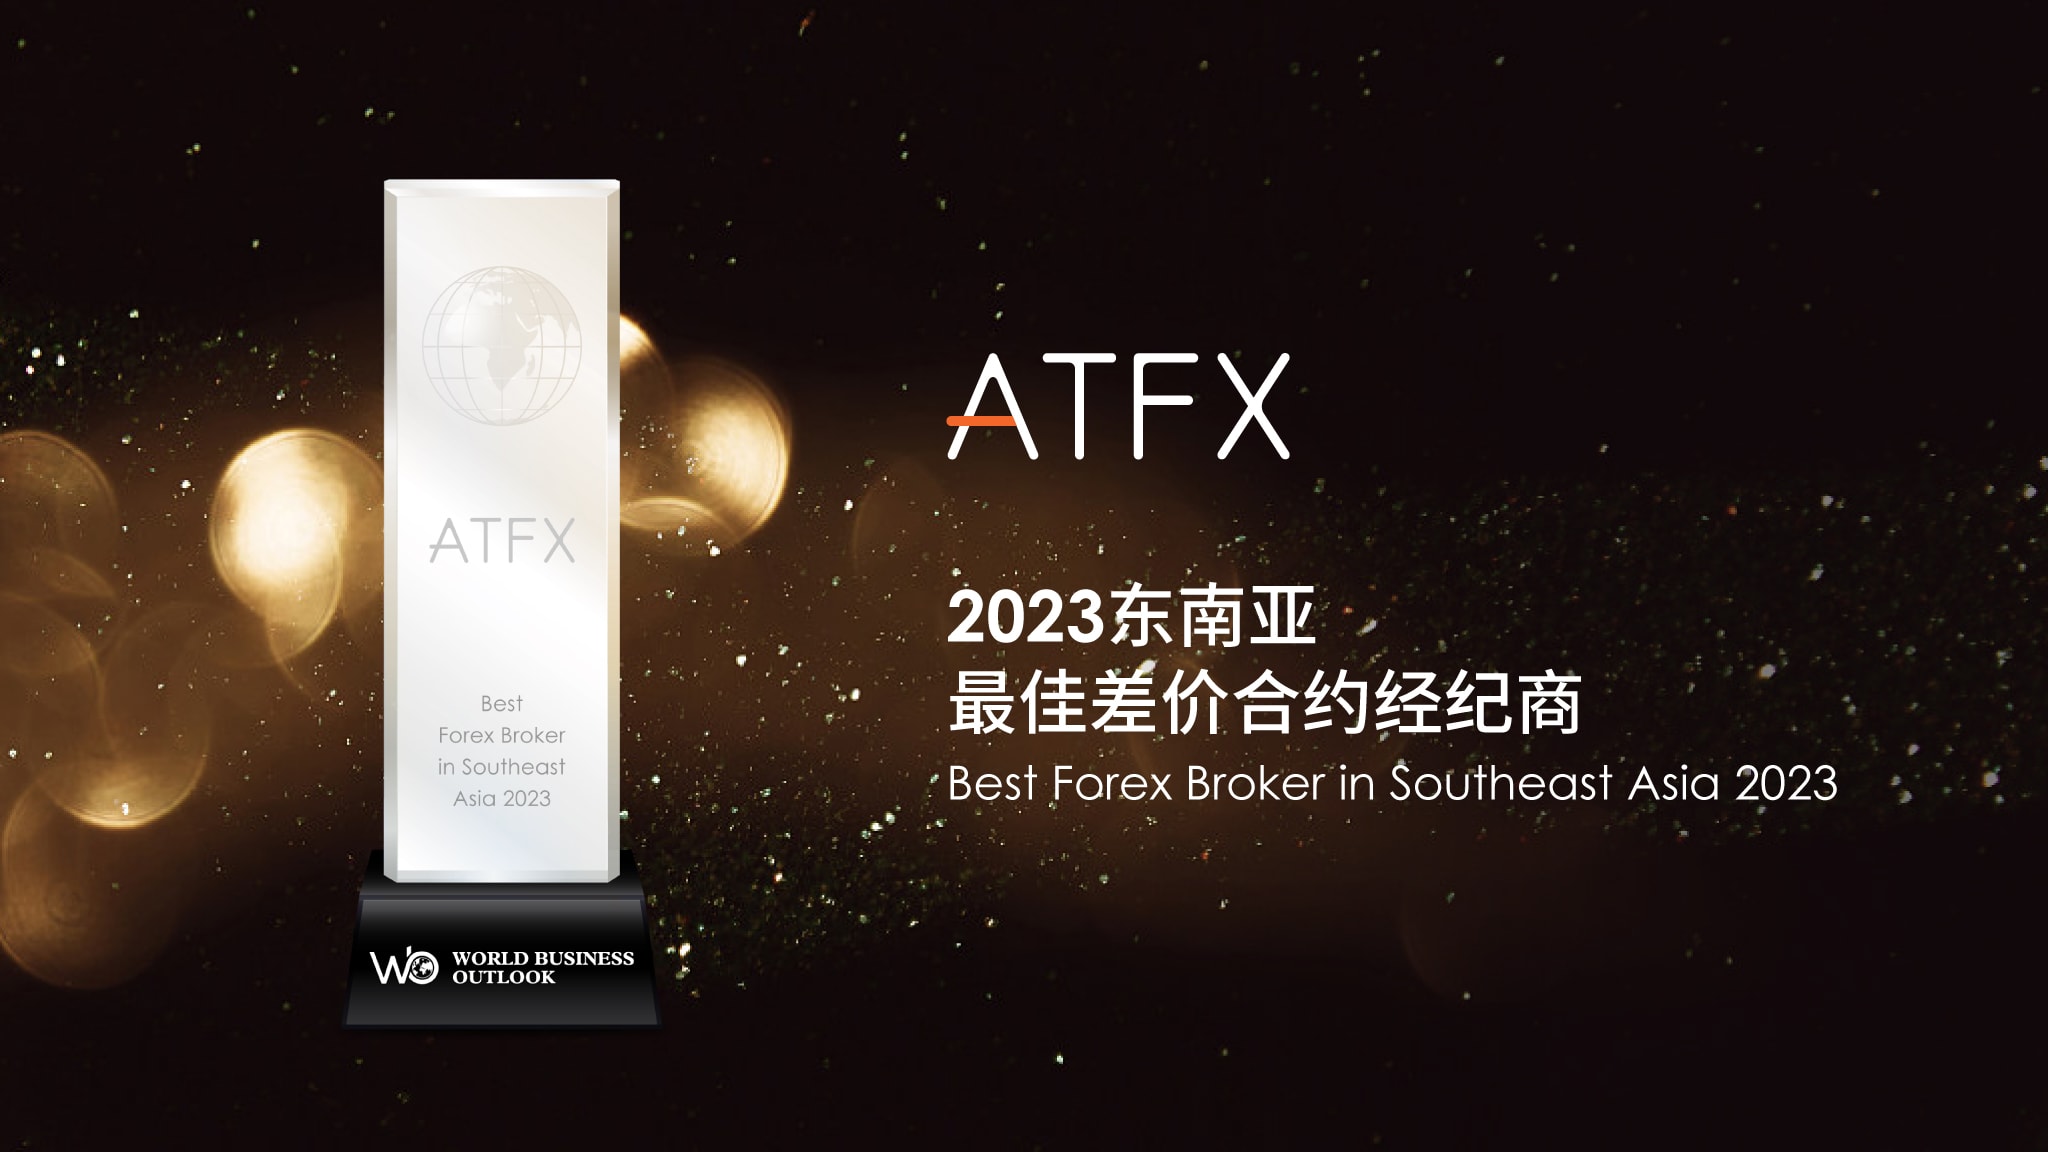 ATFX
Best
Forex Broker
in Southeast
Asia 2023
WbO WORLD BUSINESS
OUTLOOK
ATFX
2023东南亚
最佳差价合约经纪商
Best Forex Broker in Southeast Asia 2023